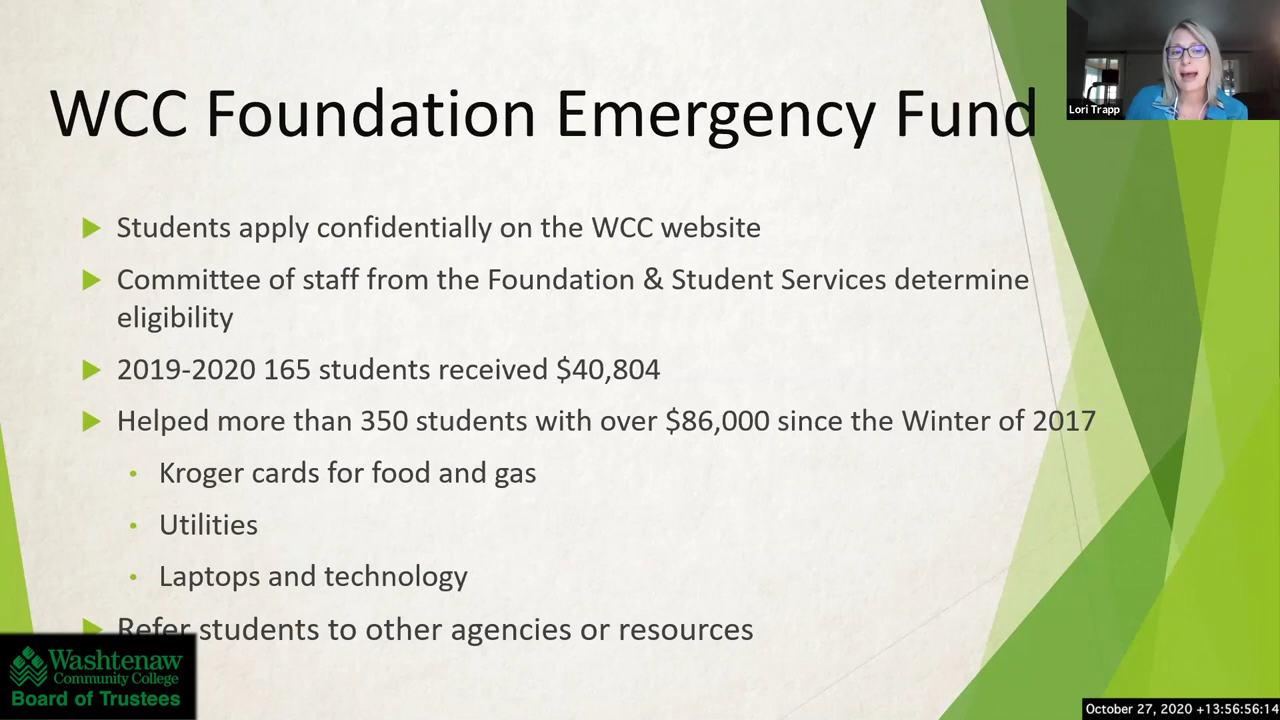 WCC Foundation Emergency Fund
Lori Trapp
Students apply confidentially on the WCC website
Committee of staff from the Foundation & Student Services determine
eligibility
2019-2020 165 students received $40,804
Helped more than 350 students with over $86,000 since the Winter of 2017
Kroger cards for food and gas
Utilities
Laptops and technology
Refer students to other agencies or resources
Washtenaw
Community College
Board of Trustees
October 27, 2020 +13:56:56:14